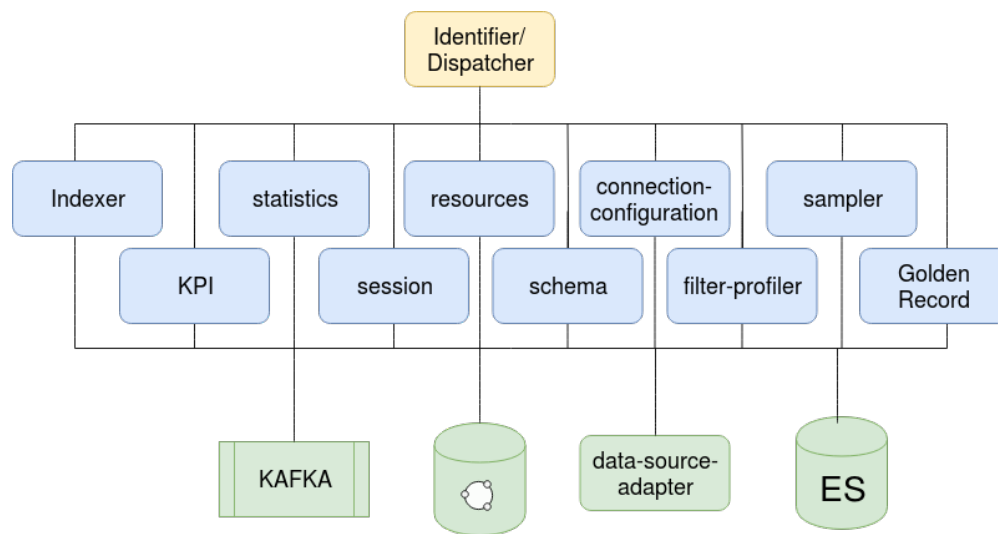 Identifier/
Dispatcher
Indexer
statistics
resources
connection-
configuration
sampler
KPI
session
schema
filter-profiler
Golden
Record
KAFKA
data-source-
adapter
ES